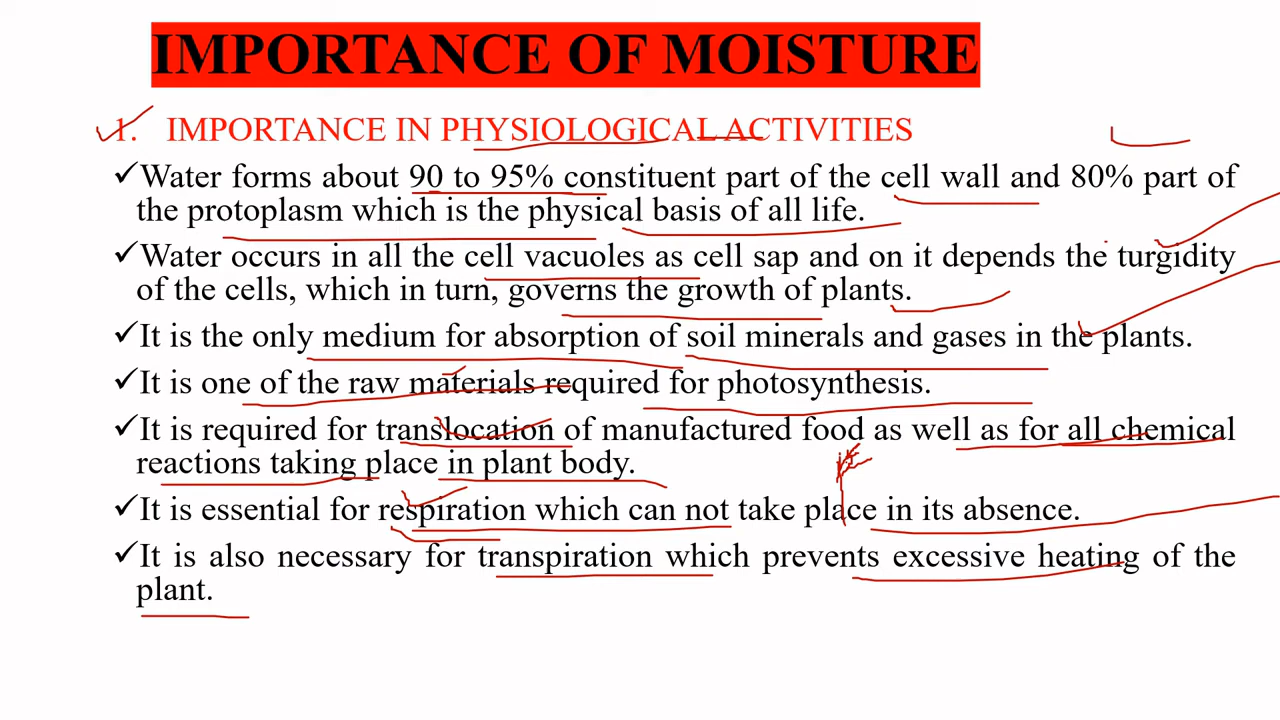 IMPORTANCE OF MOISTURE
1. IMPORTANCE IN PHYSIOLOGICAL ACTIVITIES
✓Water forms about 90 to 95% constituent part of the cell wall and 80% part of
the protoplasm which is the physical basis of all life.
✓Water occurs in all the cell vacuoles as cell sap and on it depends the turgidity
of the cells, which in turn, governs the growth of plants.
✓It is the only medium for absorption of soil minerals and gases in the plants.
✓It is one of the raw materials required for photosynthesis.
✓It is required for translocation of manufactured food as well as for all chemical
reactions taking place in plant body.
✓It is essential for respiration which can not take place in its absence.
✓It is also necessary for transpiration which prevents excessive heating of the
plant.